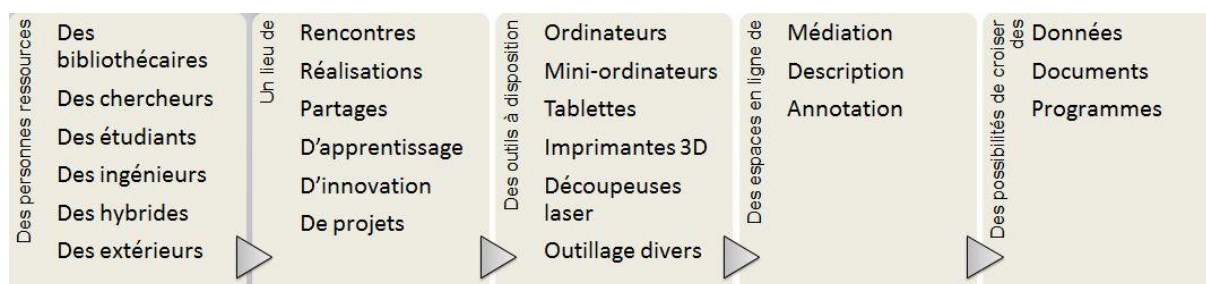 Des personnes ressources
Des
bibliothécaires
Des chercheurs
Des étudiants
Des ingénieurs
Des hybrides
Des extérieurs
Un lieu de
Rencontres
Réalisations
Partages
D'apprentissage
D'innovation
De projets
Des outils à disposition
Ordinateurs
Mini-ordinateurs
Tablettes
Imprimantes 3D
Découpeuses
laser
Outillage divers
Des espaces en ligne de
Médiation
Description
Annotation
Des possibilités de croiser
des
Données
Documents
Programmes